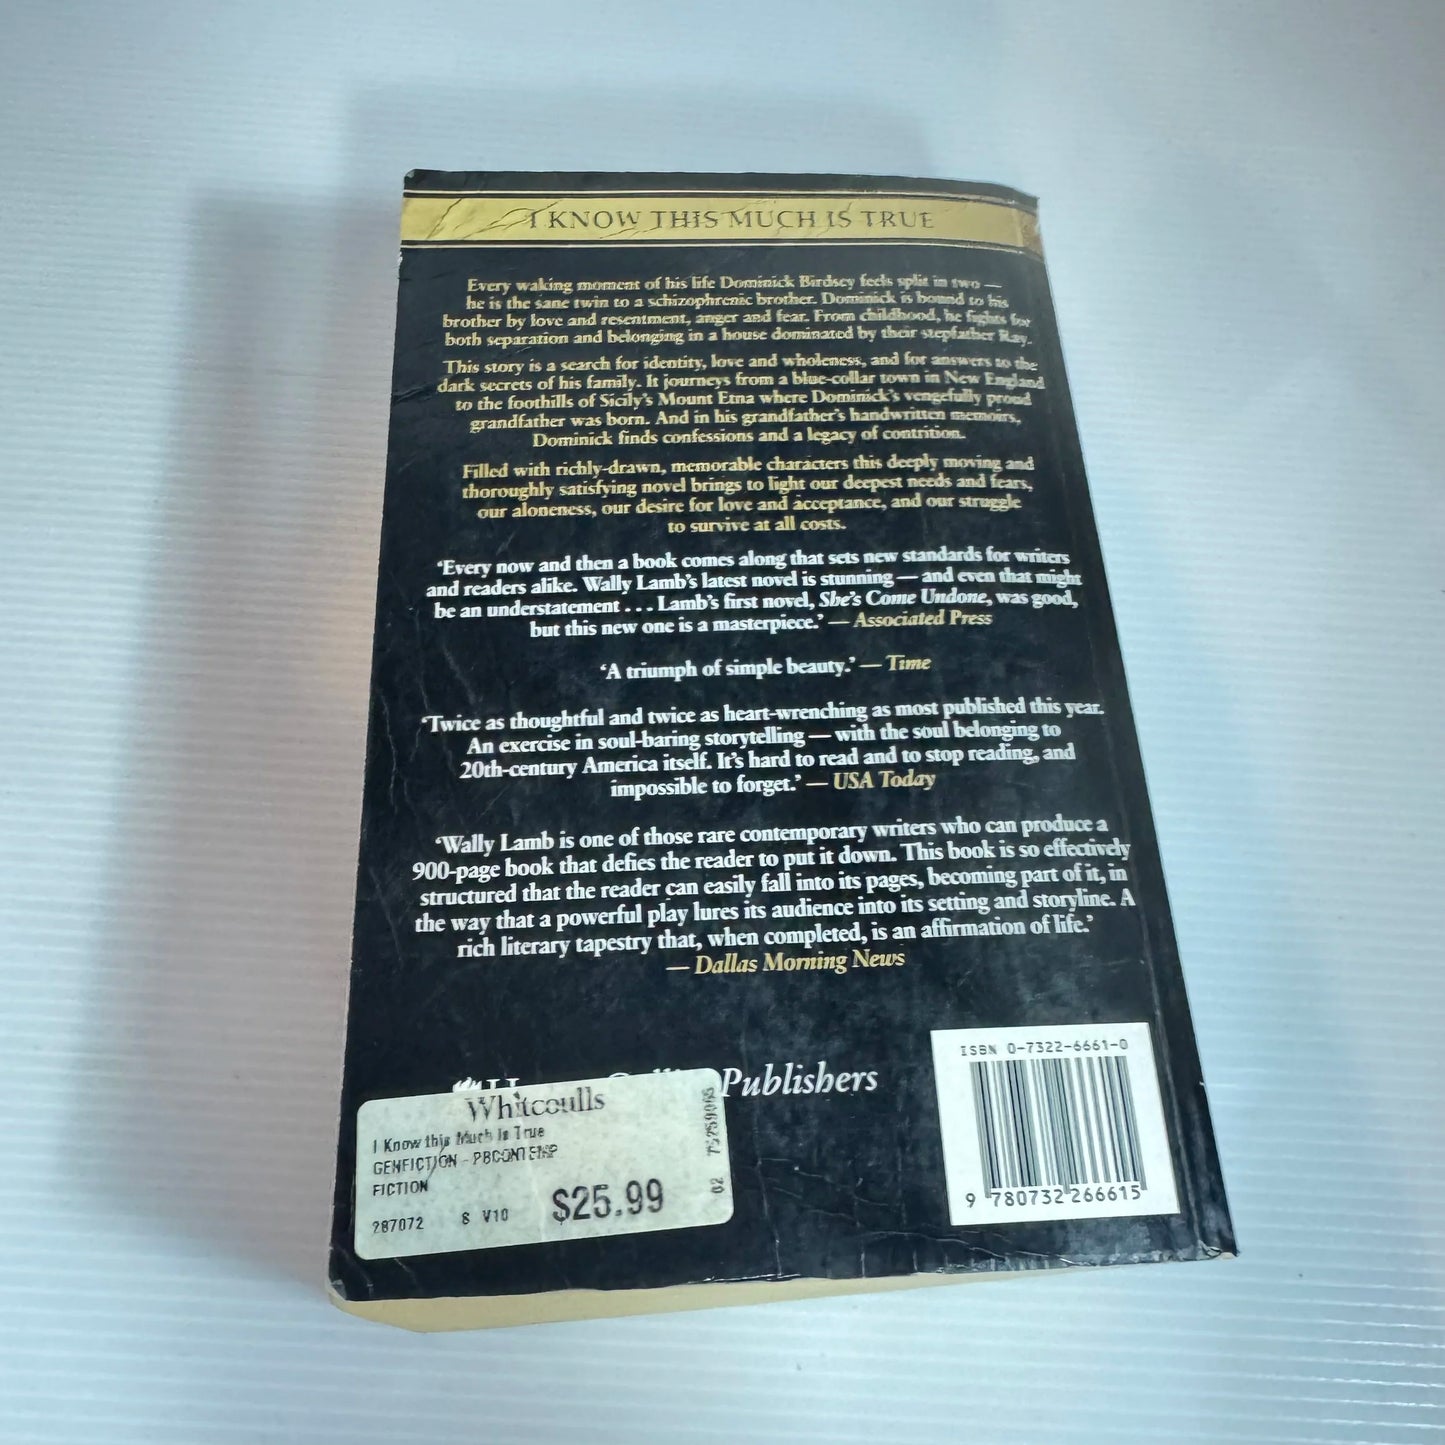 I KNOW THIS MUCH IS TRUE
Every waking moment of his life Dominick Birdsey feels split in two —
he is the sane twin to a schizophrenic brother. Dominick is bound to his
brother by love and resentment, anger and fear. From childhood, he fights for
both separation and belonging in a house dominated by their stepfather Ray.
This story is a search for identity, love and wholeness, and for answers to the
dark secrets of his family. It journeys from a blue-collar town in New England
to the foothills of Sicily's Mount Etna where Dominick's vengefully proud
grandfather was born. And in his grandfather's handwritten memoirs,
Dominick finds confessions and a legacy of contrition.
Filled with richly-drawn, memorable characters this deeply moving and
thoroughly satisfying novel brings to light our deepest needs and fears,
our aloneness, our desire for love and acceptance, and our struggle
to survive at all costs.
'Every now and then a book comes along that sets new standards for writers
and readers alike. Wally Lamb's latest novel is stunning — and even that might
be an understatement . . . Lamb's first novel, She's Come Undone, was good,
but this new one is a masterpiece.' — Associated Press
'A triumph of simple beauty.' — Time
'Twice as thoughtful and twice as heart-wrenching as most published this year.
An exercise in soul-baring storytelling — with the soul belonging to
20th-century America itself. It's hard to read and to stop reading, and
impossible to forget.' — USA Today
'Wally Lamb is one of those rare contemporary writers who can produce a
900-page book that defies the reader to put it down. This book is so effectively
structured that the reader can easily fall into its pages, becoming part of it, in
the way that a powerful play lures its audience into its setting and storyline. A
rich literary tapestry that, when completed, is an affirmation of life.'
— Dallas Morning News
Publishers
Whitcoulls
I Know this Much Is True
GENFICTION - PBCONTEMP
FICTION
287072 8 V10 $25.99
02
ISBN 0-7322-6661-0
9 780732 266615